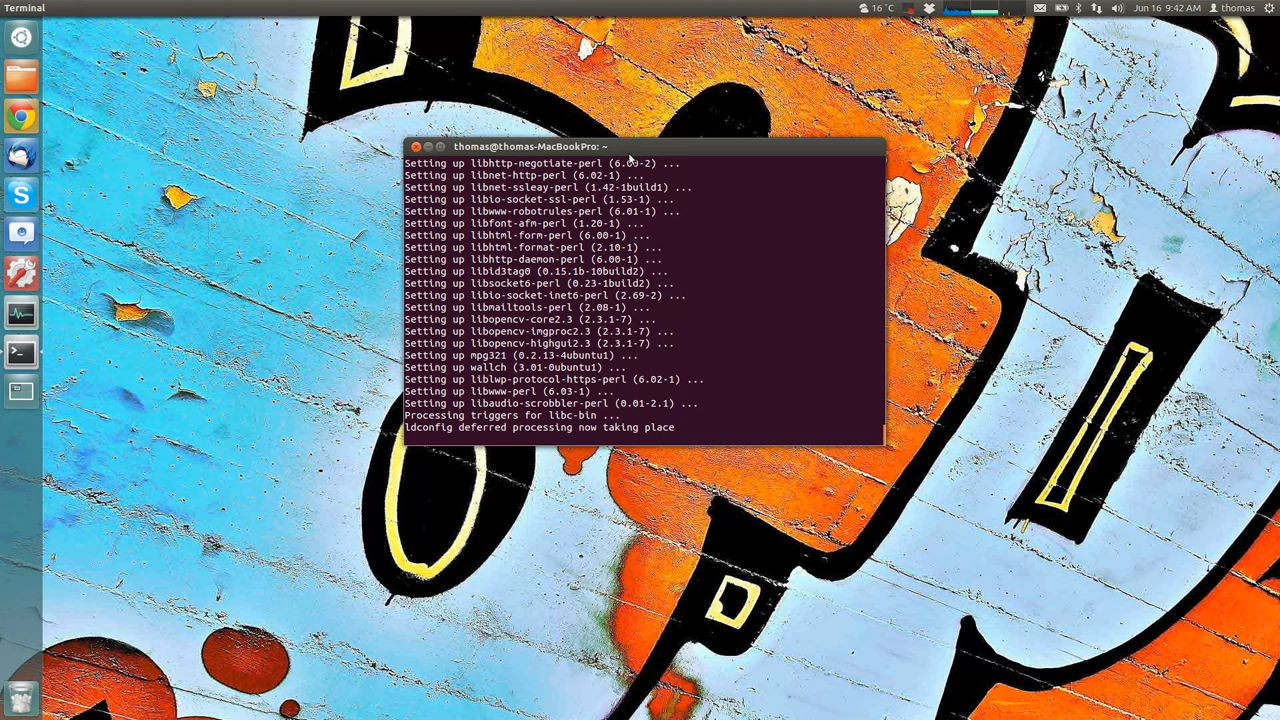 Terminal
16 °C
Jun 16 9:42 AM
thomas
thomas@thomas-MacBookPro: ~
Setting up libhttp-negotiate-perl (6.03-2) ...
Setting up libnet-http-perl (6.02-1) ...
Setting up libnet-ssleay-perl (1.42-1build1) ...
Setting up libio-socket-ssl-perl (1.53-1) ...
Setting up libwww-robotrules-perl (6.01-1) ...
Setting up libfont-afm-perl (1.20-1) ...
Setting up libhtml-form-perl (6.00-1) ...
Setting up libhtml-format-perl (2.10-1) ...
Setting up libhttp-daemon-perl (6.00-1) ...
Setting up libid3tag0 (0.15.1b-10build2) ...
Setting up libsocket6-perl (0.23-1build2) ...
Setting up libio-socket-inet6-perl (2.69-2) ...
Setting up libmailtools-perl (2.08-1) ...
Setting up libopencv-core2.3 (2.3.1-7) ...
Setting up libopencv-imgproc2.3 (2.3.1-7) ...
Setting up libopencv-highgui2.3 (2.3.1-7) ...
Setting up mpg321 (0.2.13-4ubuntu1) ...
Setting up wallch (3.01-0ubuntu1) ...
Setting up liblwp-protocol-https-perl (6.02-1) ...
Setting up libwww-perl (6.03-1) ...
Setting up libaudio-scrobbler-perl (0.01-2.1) ...
Processing triggers for libc-bin ...
ldconfig deferred processing now taking place